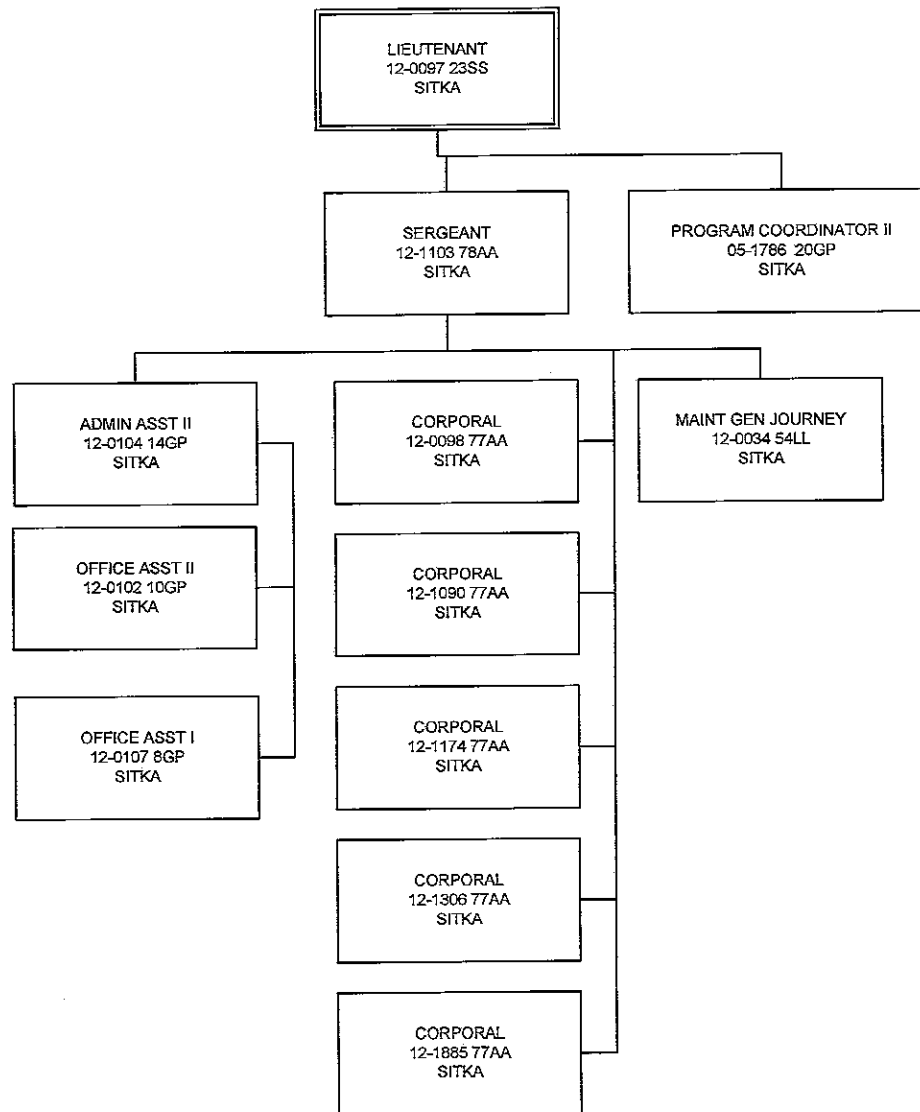 LIEUTENANT
12-0097 23SS
SITKA
SERGEANT
12-1103 78AA
SITKA
PROGRAM COORDINATOR II
05-1786 20GP
SITKA
ADMIN ASST II
12-0104 14GP
SITKA
OFFICE ASST II
12-0102 10GP
SITKA
OFFICE ASST I
12-0107 8GP
SITKA
CORPORAL
12-0098 77AA
SITKA
CORPORAL
12-1090 77AA
SITKA
CORPORAL
12-1174 77AA
SITKA
CORPORAL
12-1306 77AA
SITKA
CORPORAL
12-1885 77AA
SITKA
MAINT GEN JOURNEY
12-0034 54LL
SITKA